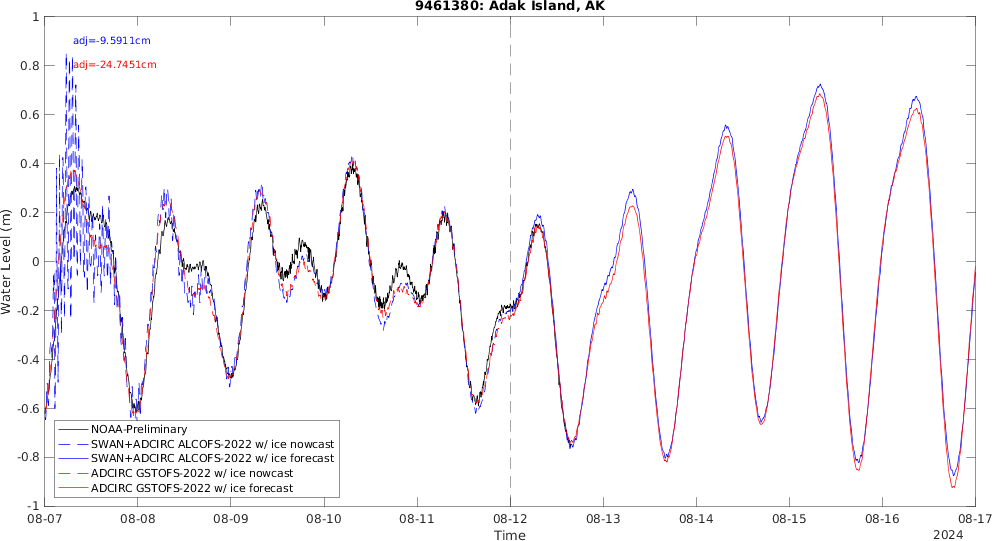 9461380: Adak Island, AK
1
adj=-9.5911cm
adj=-24.7451cm
0.8
0.6
0.4
0.2
0
-0.2
-0.4
-0.6
-0.8
-1
Water Level (m)
NOAA-Preliminary
SWAN+ADCIRC ALCOFS-2022 w/ ice nowcast
SWAN+ADCIRC ALCOFS-2022 w/ ice forecast
ADCIRC GSTOFS-2022 w/ ice nowcast
ADCIRC GSTOFS-2022 w/ ice forecast
08-07 08-08 08-09 08-10 08-11 08-12 08-13 08-14 08-15 08-16 08-17
Time
2024